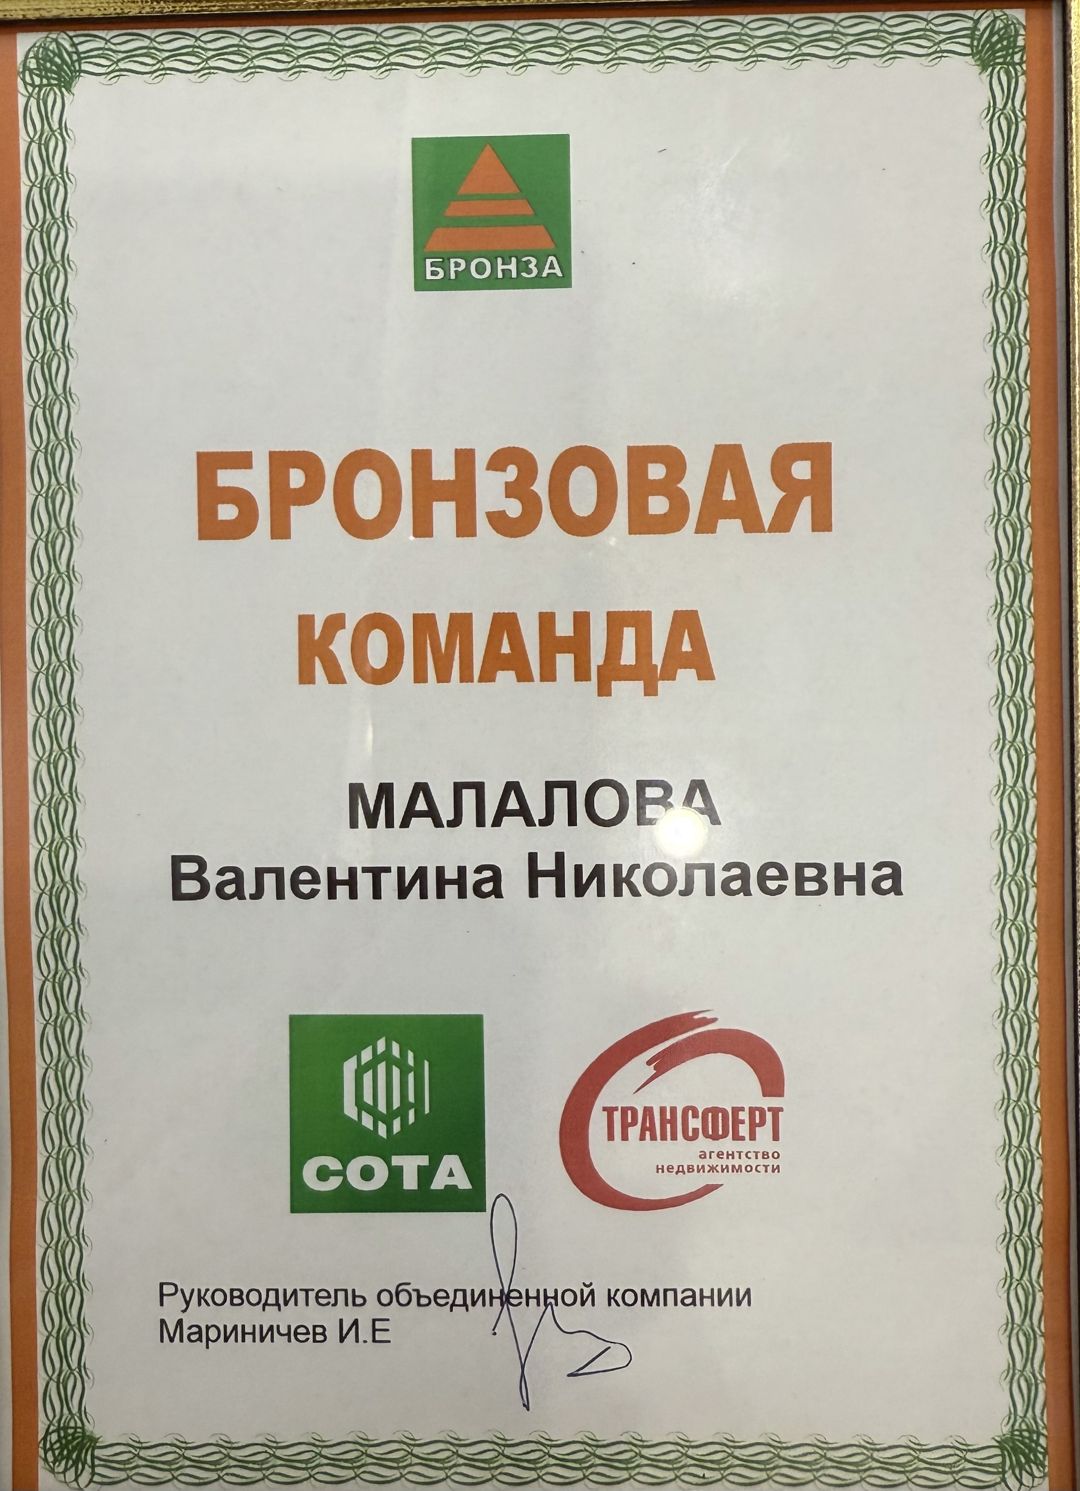 БРОНЗА
БРОНЗОВАЯ
КОМАНДА
МАЛАЛОВА
Валентина Николаевна
СОТА
ТРАНСФЕРТ
агентство
недвижимости
Руководитель объединенной компании
Мариничев И.Е